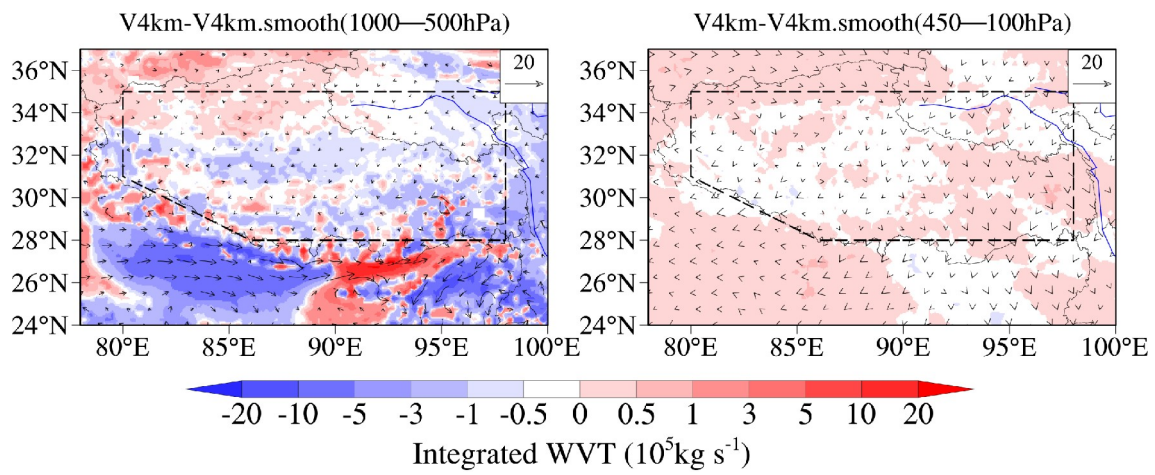 V4km-V4km.smooth(1000—500hPa)
V4km-V4km.smooth(450—100hPa)
20
20
36°N
34°N
32°N
30°N
28°N
26°N
24°N
36°N
34°N
32°N
30°N
28°N
26°N
24°N
80°E 85°E 90°E 95°E 100°E
80°E 85°E 90°E 95°E 100°E
-20 -10 -5 -3 -1 -0.5 0 0.5 1 3 5 10 20
Integrated WVT (10⁵kg s⁻¹)